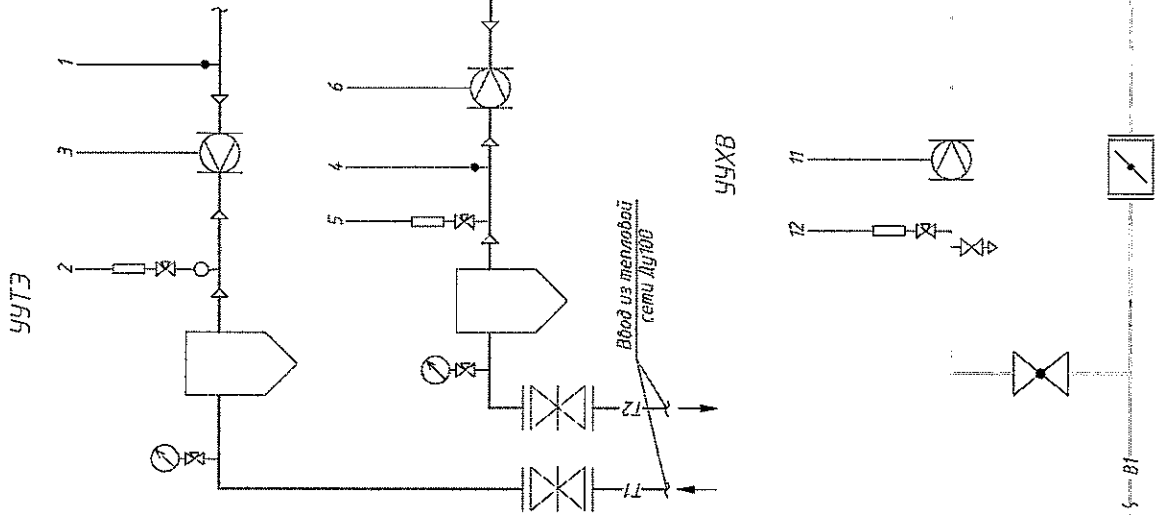 УУТЭ
1
3
2
6
4
5
Ввод из тепловой
сети Ду100
Т1
Т2
УУХВ
11
12
В1